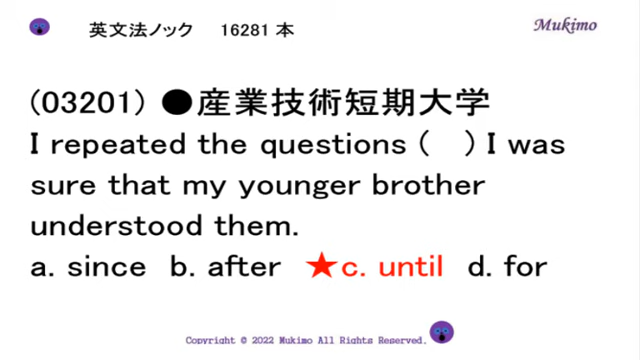 英文法ノック 16281 本 Mukimo
(03201) ●産業技術短期大学
I repeated the questions ( ) I was
sure that my younger brother
understood them.
a. since b. after ★c. until d. for
Copyright © 2022 Mukimo All Rights Reserved.